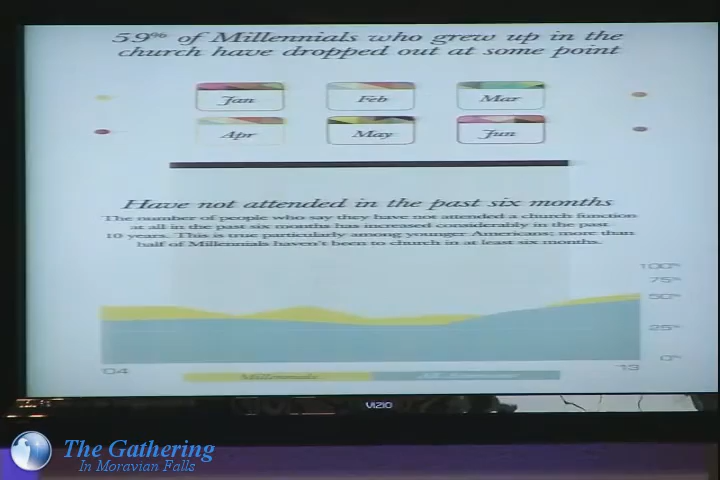 59% of Millennials who grew up in the
church have dropped out at some point
Jan Feb Mar
Apr May Jun
Have not attended in the past six months
The number of people who say they have not attended a church function
at all in the past six months has increased considerably in the past
10 years. This is true particularly among younger Americans; more than
half of Millennials haven't been to church in at least six months.
100%
75%
50%
25%
0%
'04 '13
Millennials All
VIZIO
The Gathering
In Moravian Falls